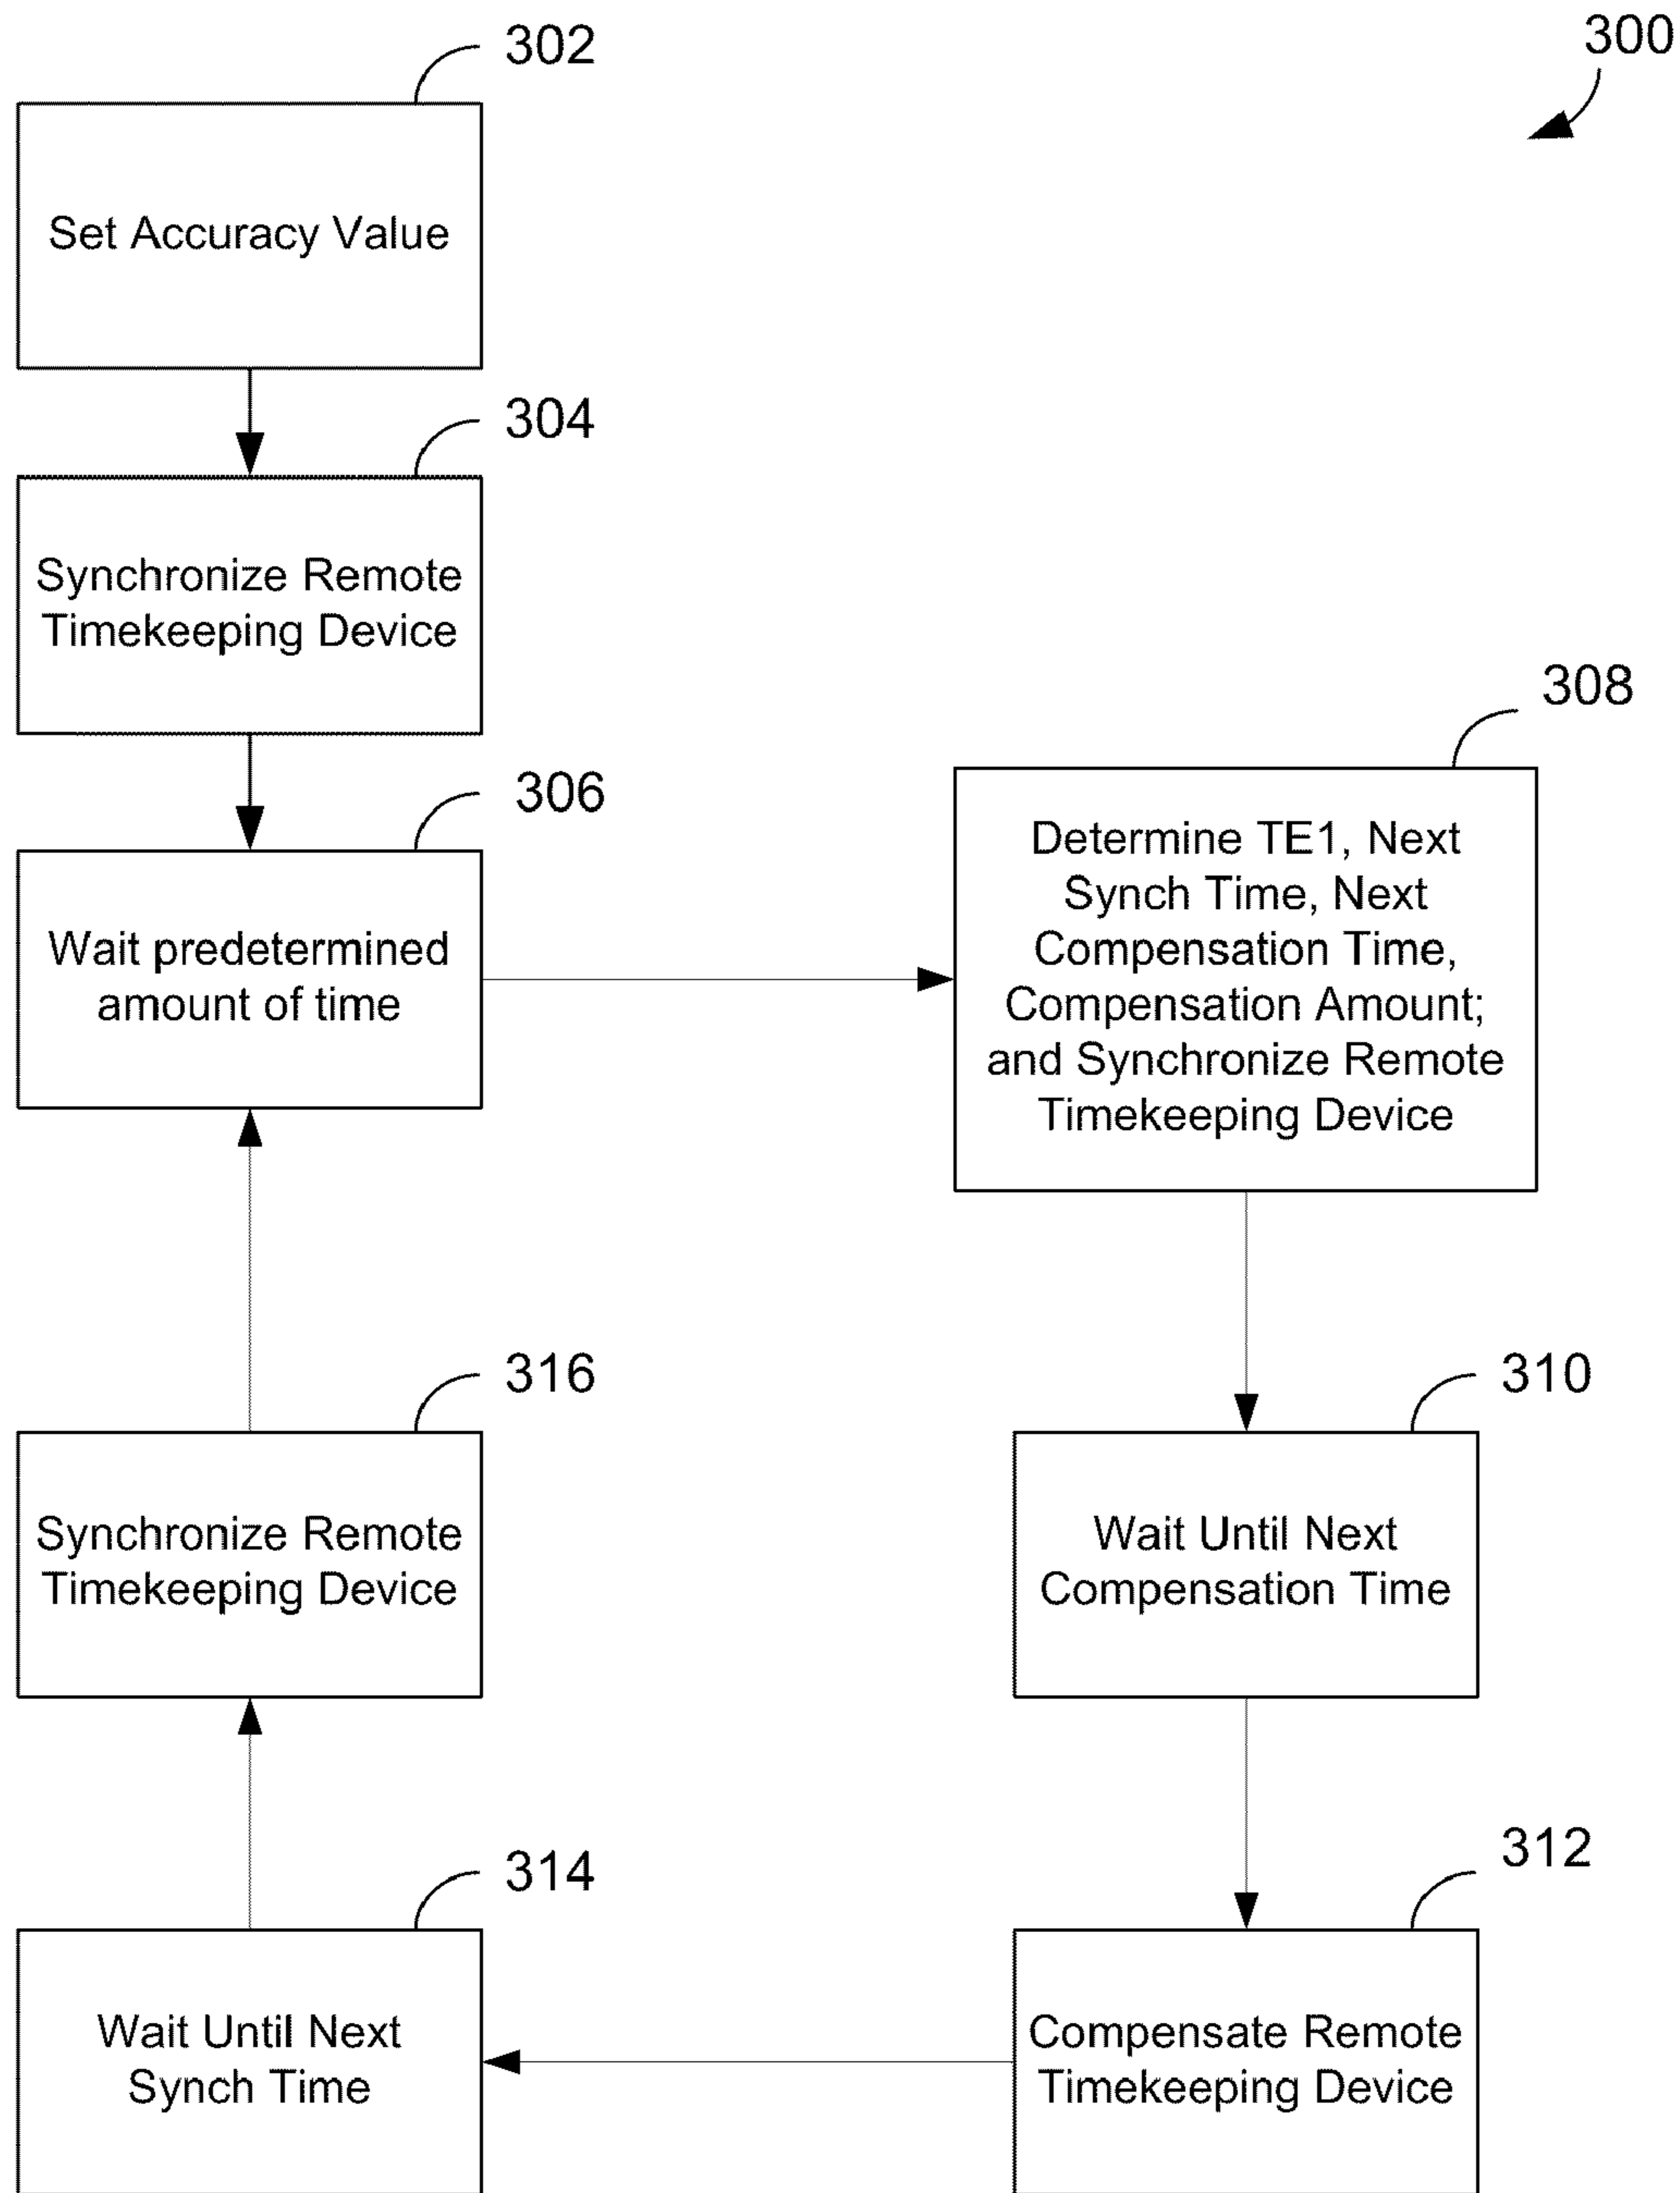 300
302
Set Accuracy Value
304
Synchronize Remote
Timekeeping Device
306
Wait predetermined
amount of time
308
Determine TE1, Next
Synch Time, Next
Compensation Time,
Compensation Amount;
and Synchronize Remote
Timekeeping Device
310
Wait Until Next
Compensation Time
312
Compensate Remote
Timekeeping Device
314
Wait Until Next
Synch Time
316
Synchronize Remote
Timekeeping Device